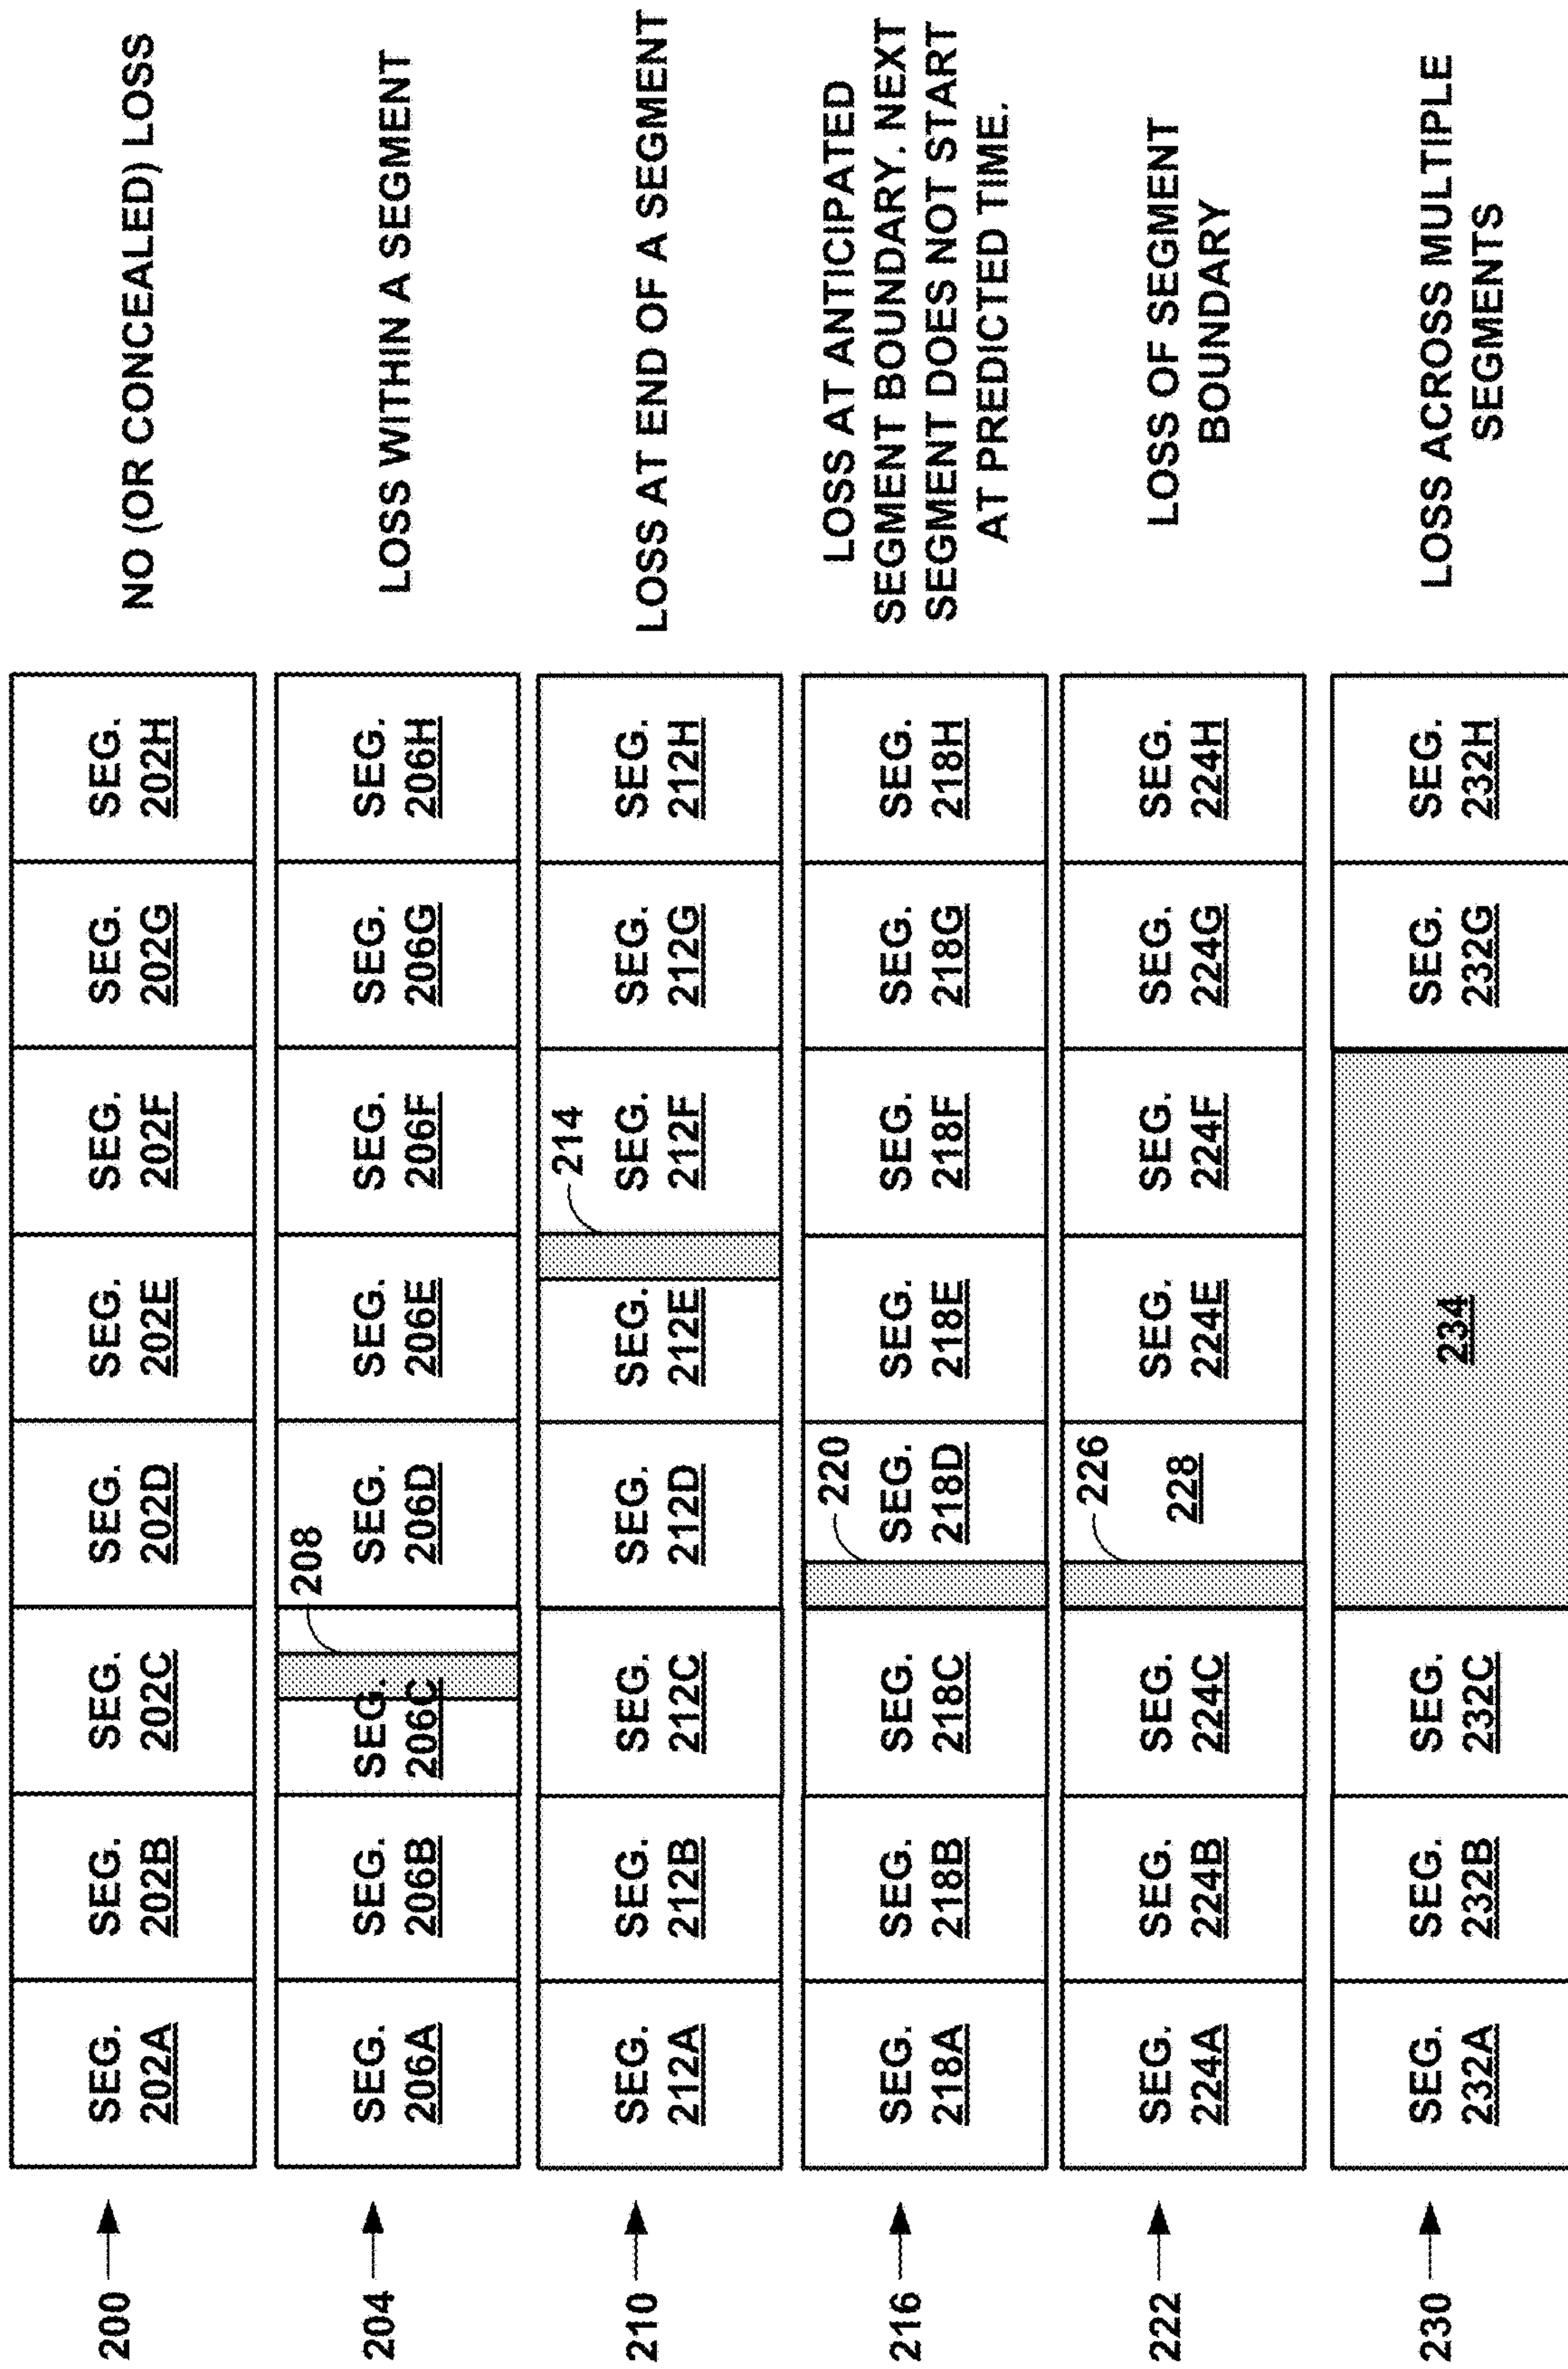 200
SEG.
202A
SEG.
202B
SEG.
202C
SEG.
202D
SEG.
202E
SEG.
202F
SEG.
202G
SEG.
202H
NO (OR CONCEALED) LOSS
204
SEG.
206A
SEG.
206B
SEG.
206C
208
SEG.
206D
SEG.
206E
SEG.
206F
SEG.
206G
SEG.
206H
LOSS WITHIN A SEGMENT
210
SEG.
212A
SEG.
212B
SEG.
212C
SEG.
212D
SEG.
212E
214
SEG.
212F
SEG.
212G
SEG.
212H
LOSS AT END OF A SEGMENT
216
SEG.
218A
SEG.
218B
SEG.
218C
220
SEG.
218D
SEG.
218E
SEG.
218F
SEG.
218G
SEG.
218H
LOSS AT ANTICIPATED
SEGMENT BOUNDARY. NEXT
SEGMENT DOES NOT START
AT PREDICTED TIME.
222
SEG.
224A
SEG.
224B
SEG.
224C
226
228
SEG.
224E
SEG.
224F
SEG.
224G
SEG.
224H
LOSS OF SEGMENT
BOUNDARY
230
SEG.
232A
SEG.
232B
SEG.
232C
234
SEG.
232G
SEG.
232H
LOSS ACROSS MULTIPLE
SEGMENTS